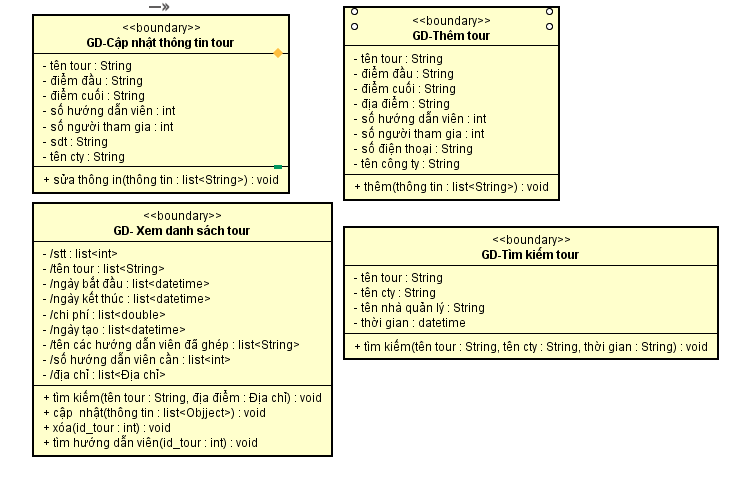 <<boundary>>
GD-Cập nhật thông tin tour
- tên tour : String
- điểm đầu : String
- điểm cuối : String
- số hướng dẫn viên : int
- số người tham gia : int
- sdt : String
- tên cty : String
+ sửa thông in(thông tin : list<String>) : void
<<boundary>>
GD-Thêm tour
- tên tour : String
- điểm đầu : String
- điểm cuối : String
- địa điểm : String
- số hướng dẫn viên : int
- số người tham gia : int
- số điện thoại : String
- tên công ty : String
+ thêm(thông tin : list<String>) : void
<<boundary>>
GD- Xem danh sách tour
- /stt : list<int>
- /tên tour : list<String>
- /ngày bắt đầu : list<datetime>
- /ngày kết thúc : list<datetime>
- /chi phí : list<double>
- /ngày tạo : list<datetime>
- /tên các hướng dẫn viên đã ghép : list<String>
- /số hướng dẫn viên cần : list<int>
- /địa chỉ : list<Địa chỉ>
+ tìm kiếm(tên tour : String, địa điểm : Địa chỉ) : void
+ cập  nhật(thông tin : list<Objject>) : void
+ xóa(id_tour : int) : void
+ tìm hướng dẫn viên(id_tour : int) : void
<<boundary>>
GD-Tìm kiếm tour
- tên tour : String
- tên cty : String
- tên nhà quản lý : String
- thời gian : datetime
+ tìm kiếm(tên tour : String, tên cty : String, thời gian : String) : void